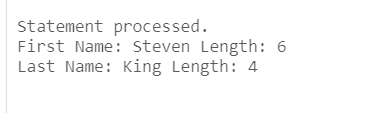 Statement processed.
First Name: Steven Length: 6
Last Name: King Length: 4